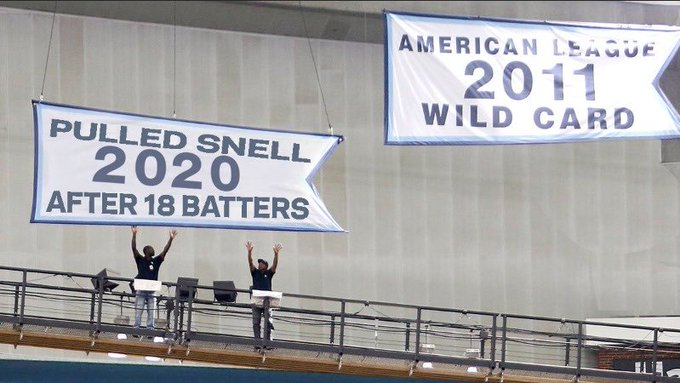 PULLED SNELL
2020
AFTER 18 BATTERS
AMERICAN LEAGUE
2011
WILD CARD